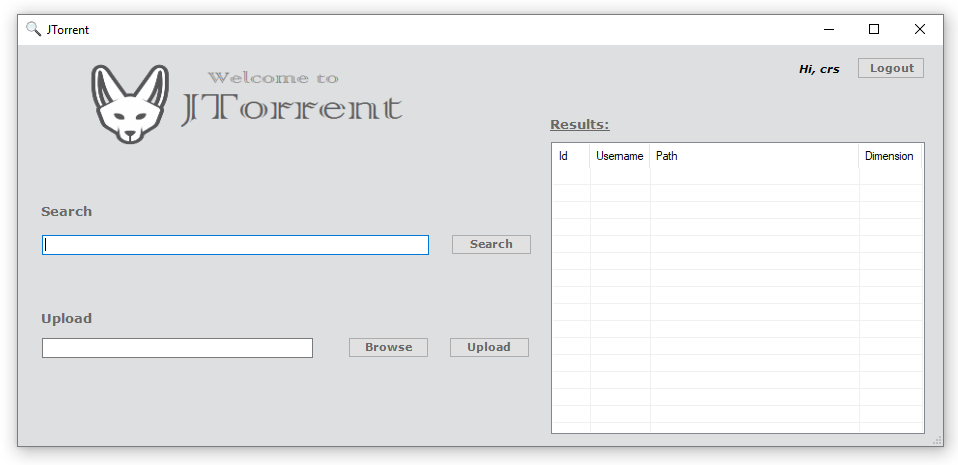 JTorrent
Welcome to
JTorrent
Hi, crs
Logout
Results:
Id Username Path Dimension
Search
Search
Upload
Browse Upload